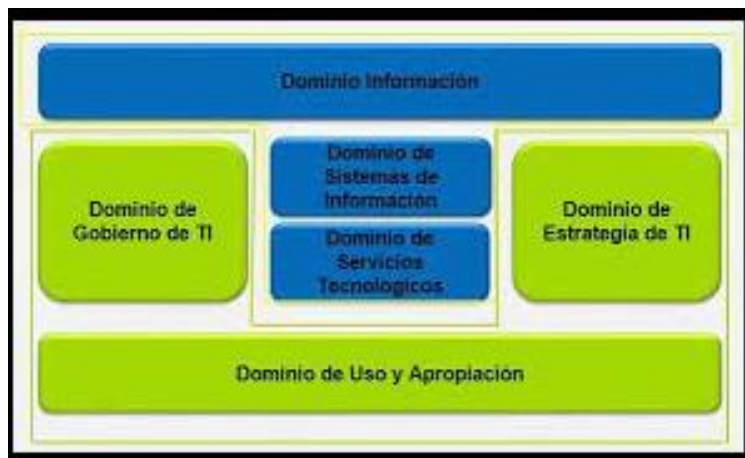 Dominio Información
Dominio de
Gobierno de TI
Dominio de
Sistemas de
Información
Dominio de
Servicios
Tecnologicos
Dominio de
Estrategia de TI
Dominio de Uso y Apropiación